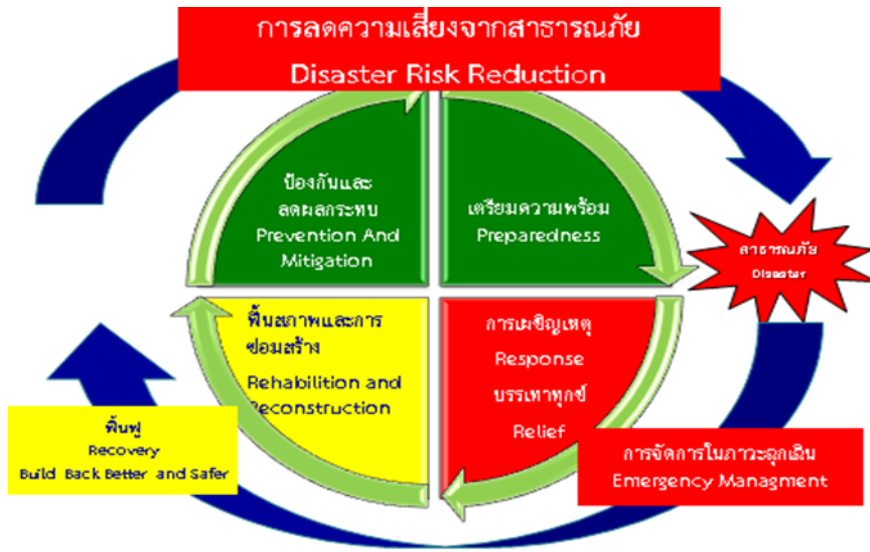 การลดความเสี่ยงจากสาธารณภัย
Disaster Risk Reduction
ป้องกันและ
ลดผลกระทบ
Prevention And
Mitigation
เตรียมความพร้อม
Preparedness
สาธารณภัย
Disaster
ฟื้นสภาพและการ
ซ่อมสร้าง
Rehabilition and
Reconstruction
การเผชิญเหตุ
Response
บรรเทาทุกข์
Relief
ฟื้นฟู
Recovery
Build Back Better and Safer
การจัดการในภาวะฉุกเฉิน
Emergency Managment